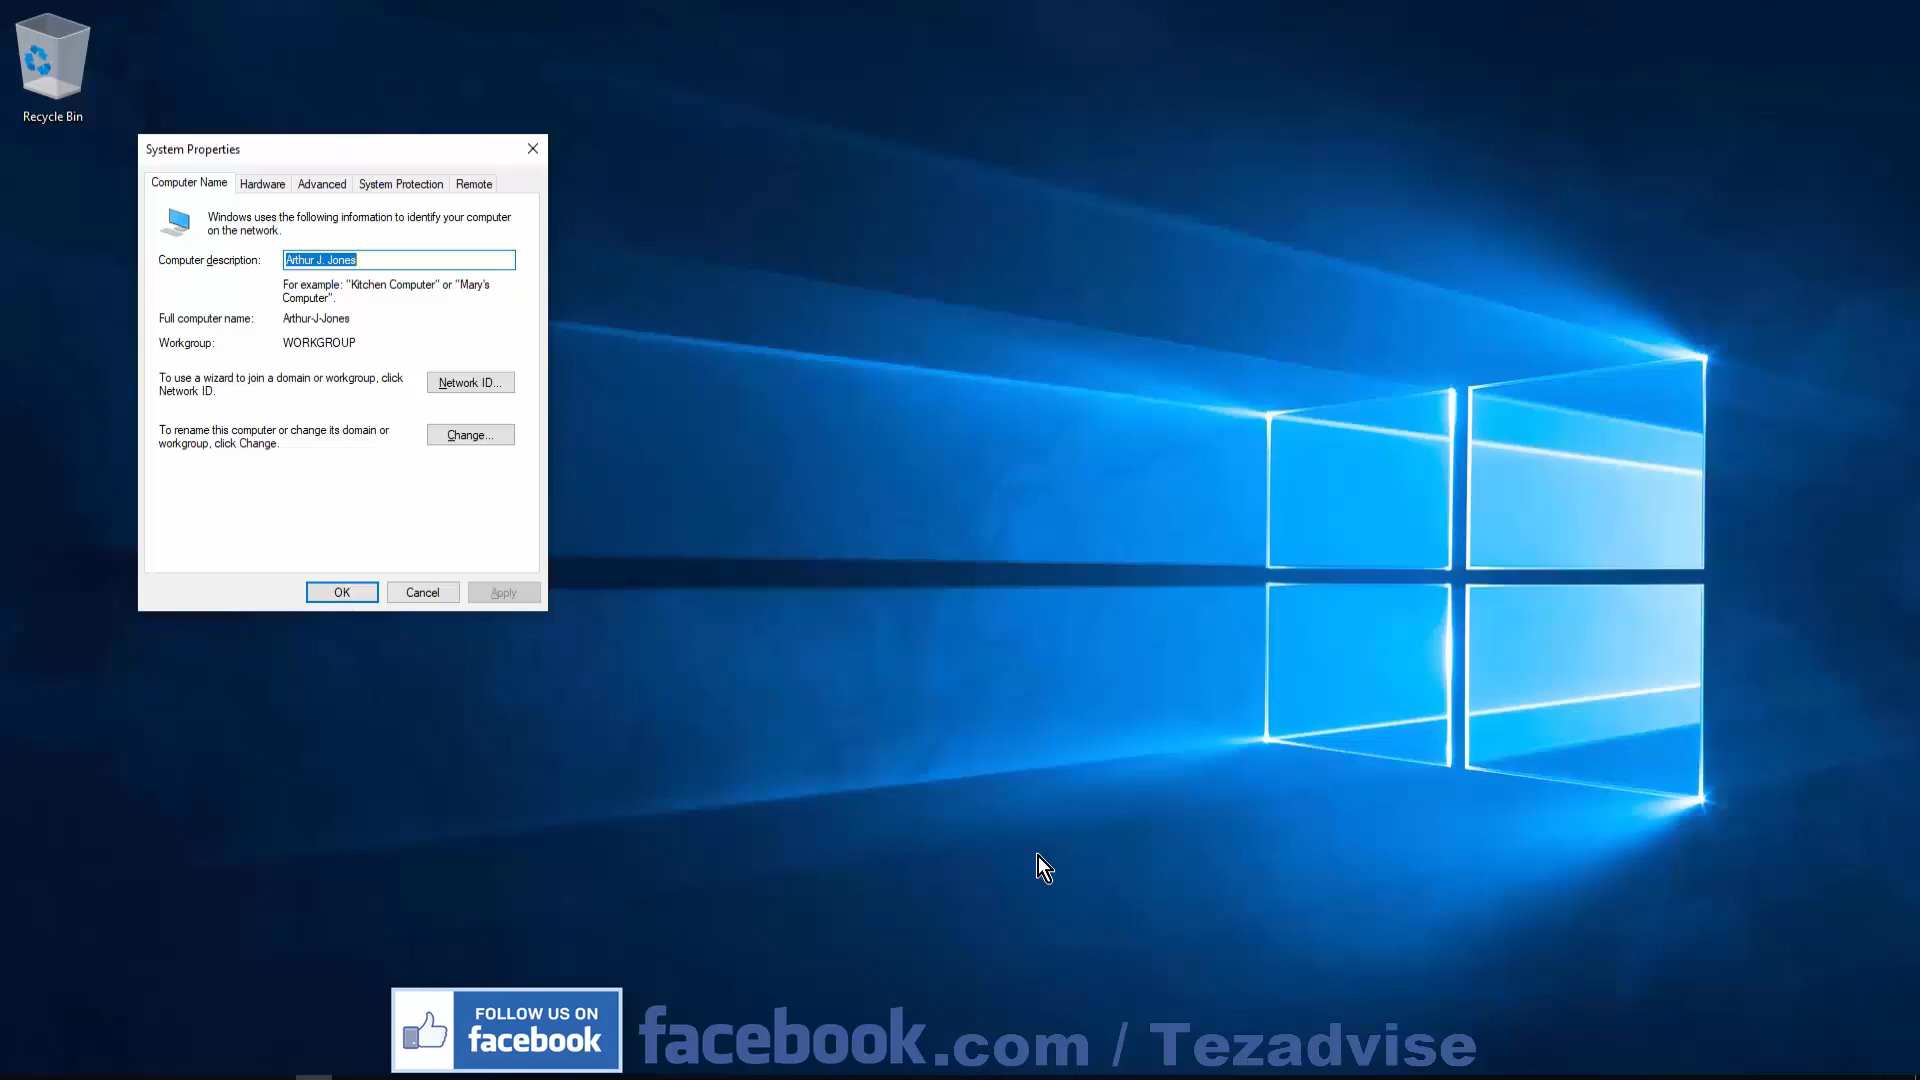 Recycle Bin
System Properties
Computer Name Hardware Advanced System Protection Remote
Windows uses the following information to identify your computer
on the network.
Computer description: Arthur J. Jones
For example: "Kitchen Computer" or "Mary's
Computer".
Full computer name: Arthur-J-Jones
Workgroup: WORKGROUP
To use a wizard to join a domain or workgroup, click
Network ID.
Network ID...
To rename this computer or change its domain or
workgroup, click Change.
Change...
OK Cancel Apply
FOLLOW US ON
facebook
facebook.com / Tezadvise